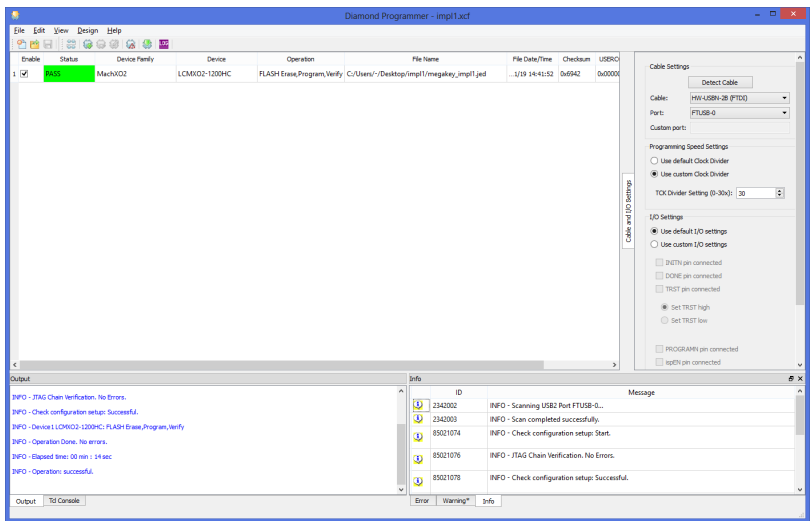 Diamond Programmer - impl1.xcf
File Edit View Design Help
LOG
Enable Status Device Family Device Operation File Name File Date/Time Checksum USERCO
1 PASS MachXO2 LCMXO2-1200HC FLASH Erase,Program,Verify C:/Users/-/Desktop/impl1/megakey_impl1.jed ...1/19 14:41:52 0x6942 0x00000
Cable and I/O Settings
Cable Settings
Detect Cable
Cable: HW-USBN-2B (FTDI)
Port: FTUSB-0
Custom port:
Programming Speed Settings
Use default Clock Divider
Use custom Clock Divider
TCK Divider Setting (0-30x): 30
I/O Settings
Use default I/O settings
Use custom I/O settings
INITN pin connected
DONE pin connected
TRST pin connected
Set TRST high
Set TRST low
PROGRAMN pin connected
ispEN pin connected
Output
INFO - JTAG Chain Verification. No Errors.
INFO - Check configuration setup: Successful.
INFO - Device1 LCMXO2-1200HC: FLASH Erase,Program,Verify
INFO - Operation Done. No errors.
INFO - Elapsed time: 00 min : 14 sec
INFO - Operation: successful.
Output Tcl Console
Info
ID Message
2342002 INFO - Scanning USB2 Port FTUSB-0...
2342003 INFO - Scan completed successfully.
85021074 INFO - Check configuration setup: Start.
85021076 INFO - JTAG Chain Verification. No Errors.
85021078 INFO - Check configuration setup: Successful.
Error Warning* Info